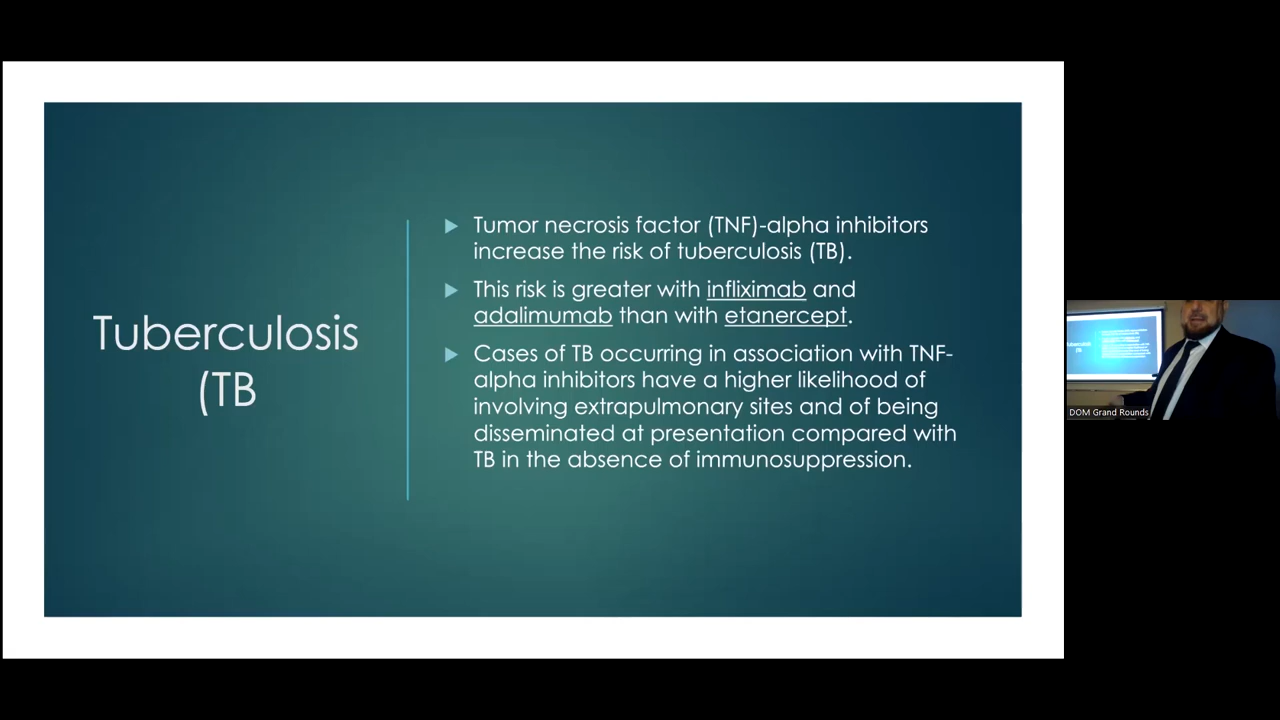 Tuberculosis
(TB
Tumor necrosis factor (TNF)-alpha inhibitors
increase the risk of tuberculosis (TB).
This risk is greater with infliximab and
adalimumab than with etanercept.
Cases of TB occurring in association with TNF-
alpha inhibitors have a higher likelihood of
involving extrapulmonary sites and of being
disseminated at presentation compared with
TB in the absence of immunosuppression.
DOM Grand Rounds